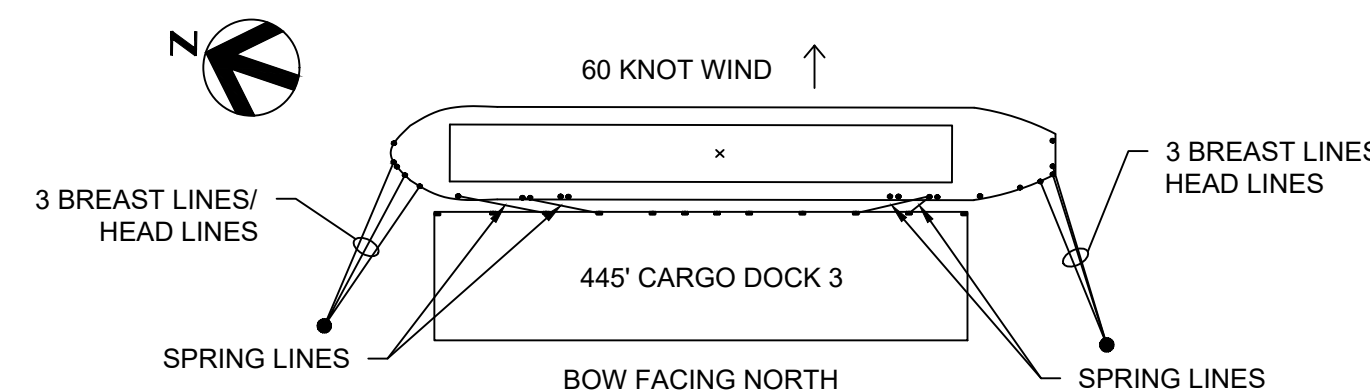 N
60 KNOT WIND
3 BREAST LINES/
HEAD LINES
3 BREAST LINES
HEAD LINES
445' CARGO DOCK 3
SPRING LINES
BOW FACING NORTH
SPRING LINES